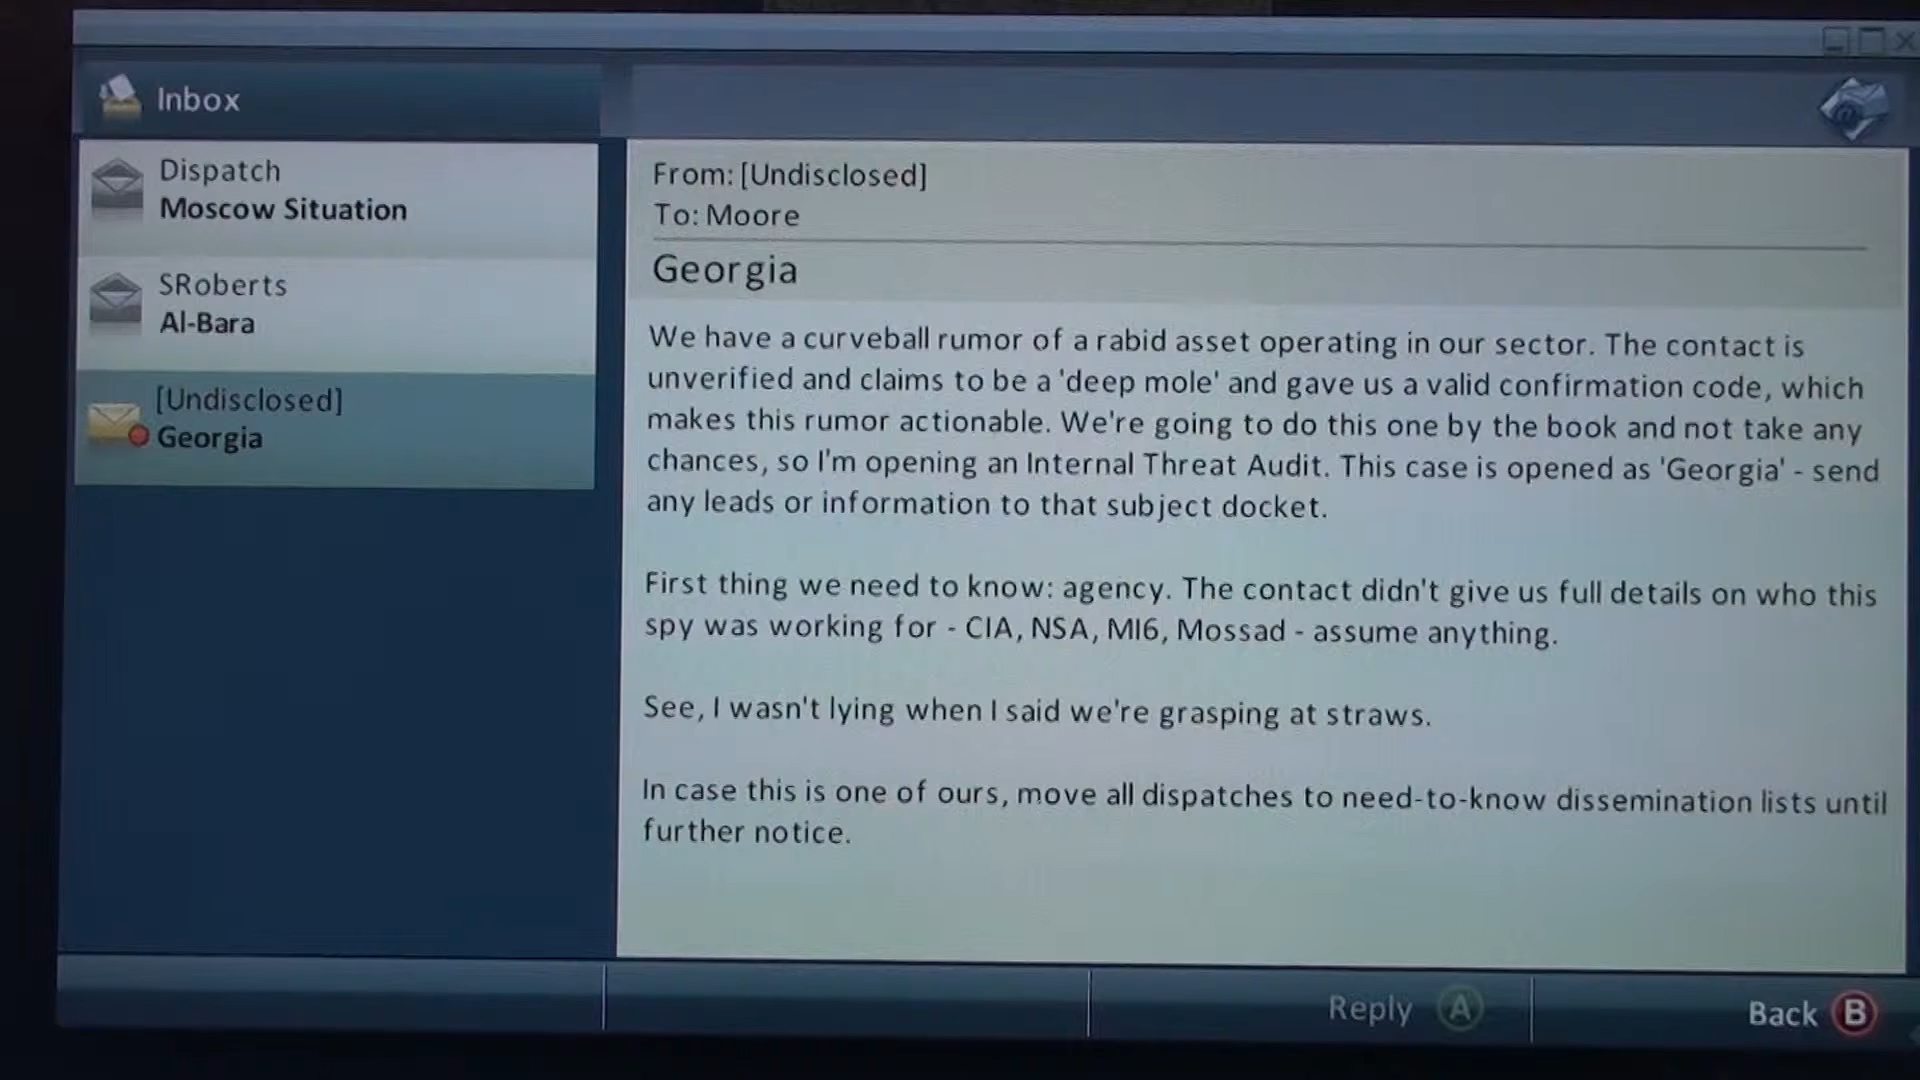 Inbox
Dispatch
Moscow Situation
SRoberts
Al-Bara
[Undisclosed]
Georgia
From: [Undisclosed]
To: Moore
Georgia
We have a curveball rumor of a rabid asset operating in our sector. The contact is
unverified and claims to be a 'deep mole' and gave us a valid confirmation code, which
makes this rumor actionable. We're going to do this one by the book and not take any
chances, so I'm opening an Internal Threat Audit. This case is opened as 'Georgia' - send
any leads or information to that subject docket.
First thing we need to know: agency. The contact didn't give us full details on who this
spy was working for - CIA, NSA, MI6, Mossad - assume anything.
See, I wasn't lying when I said we're grasping at straws.
In case this is one of ours, move all dispatches to need-to-know dissemination lists until
further notice.
Reply A
Back B